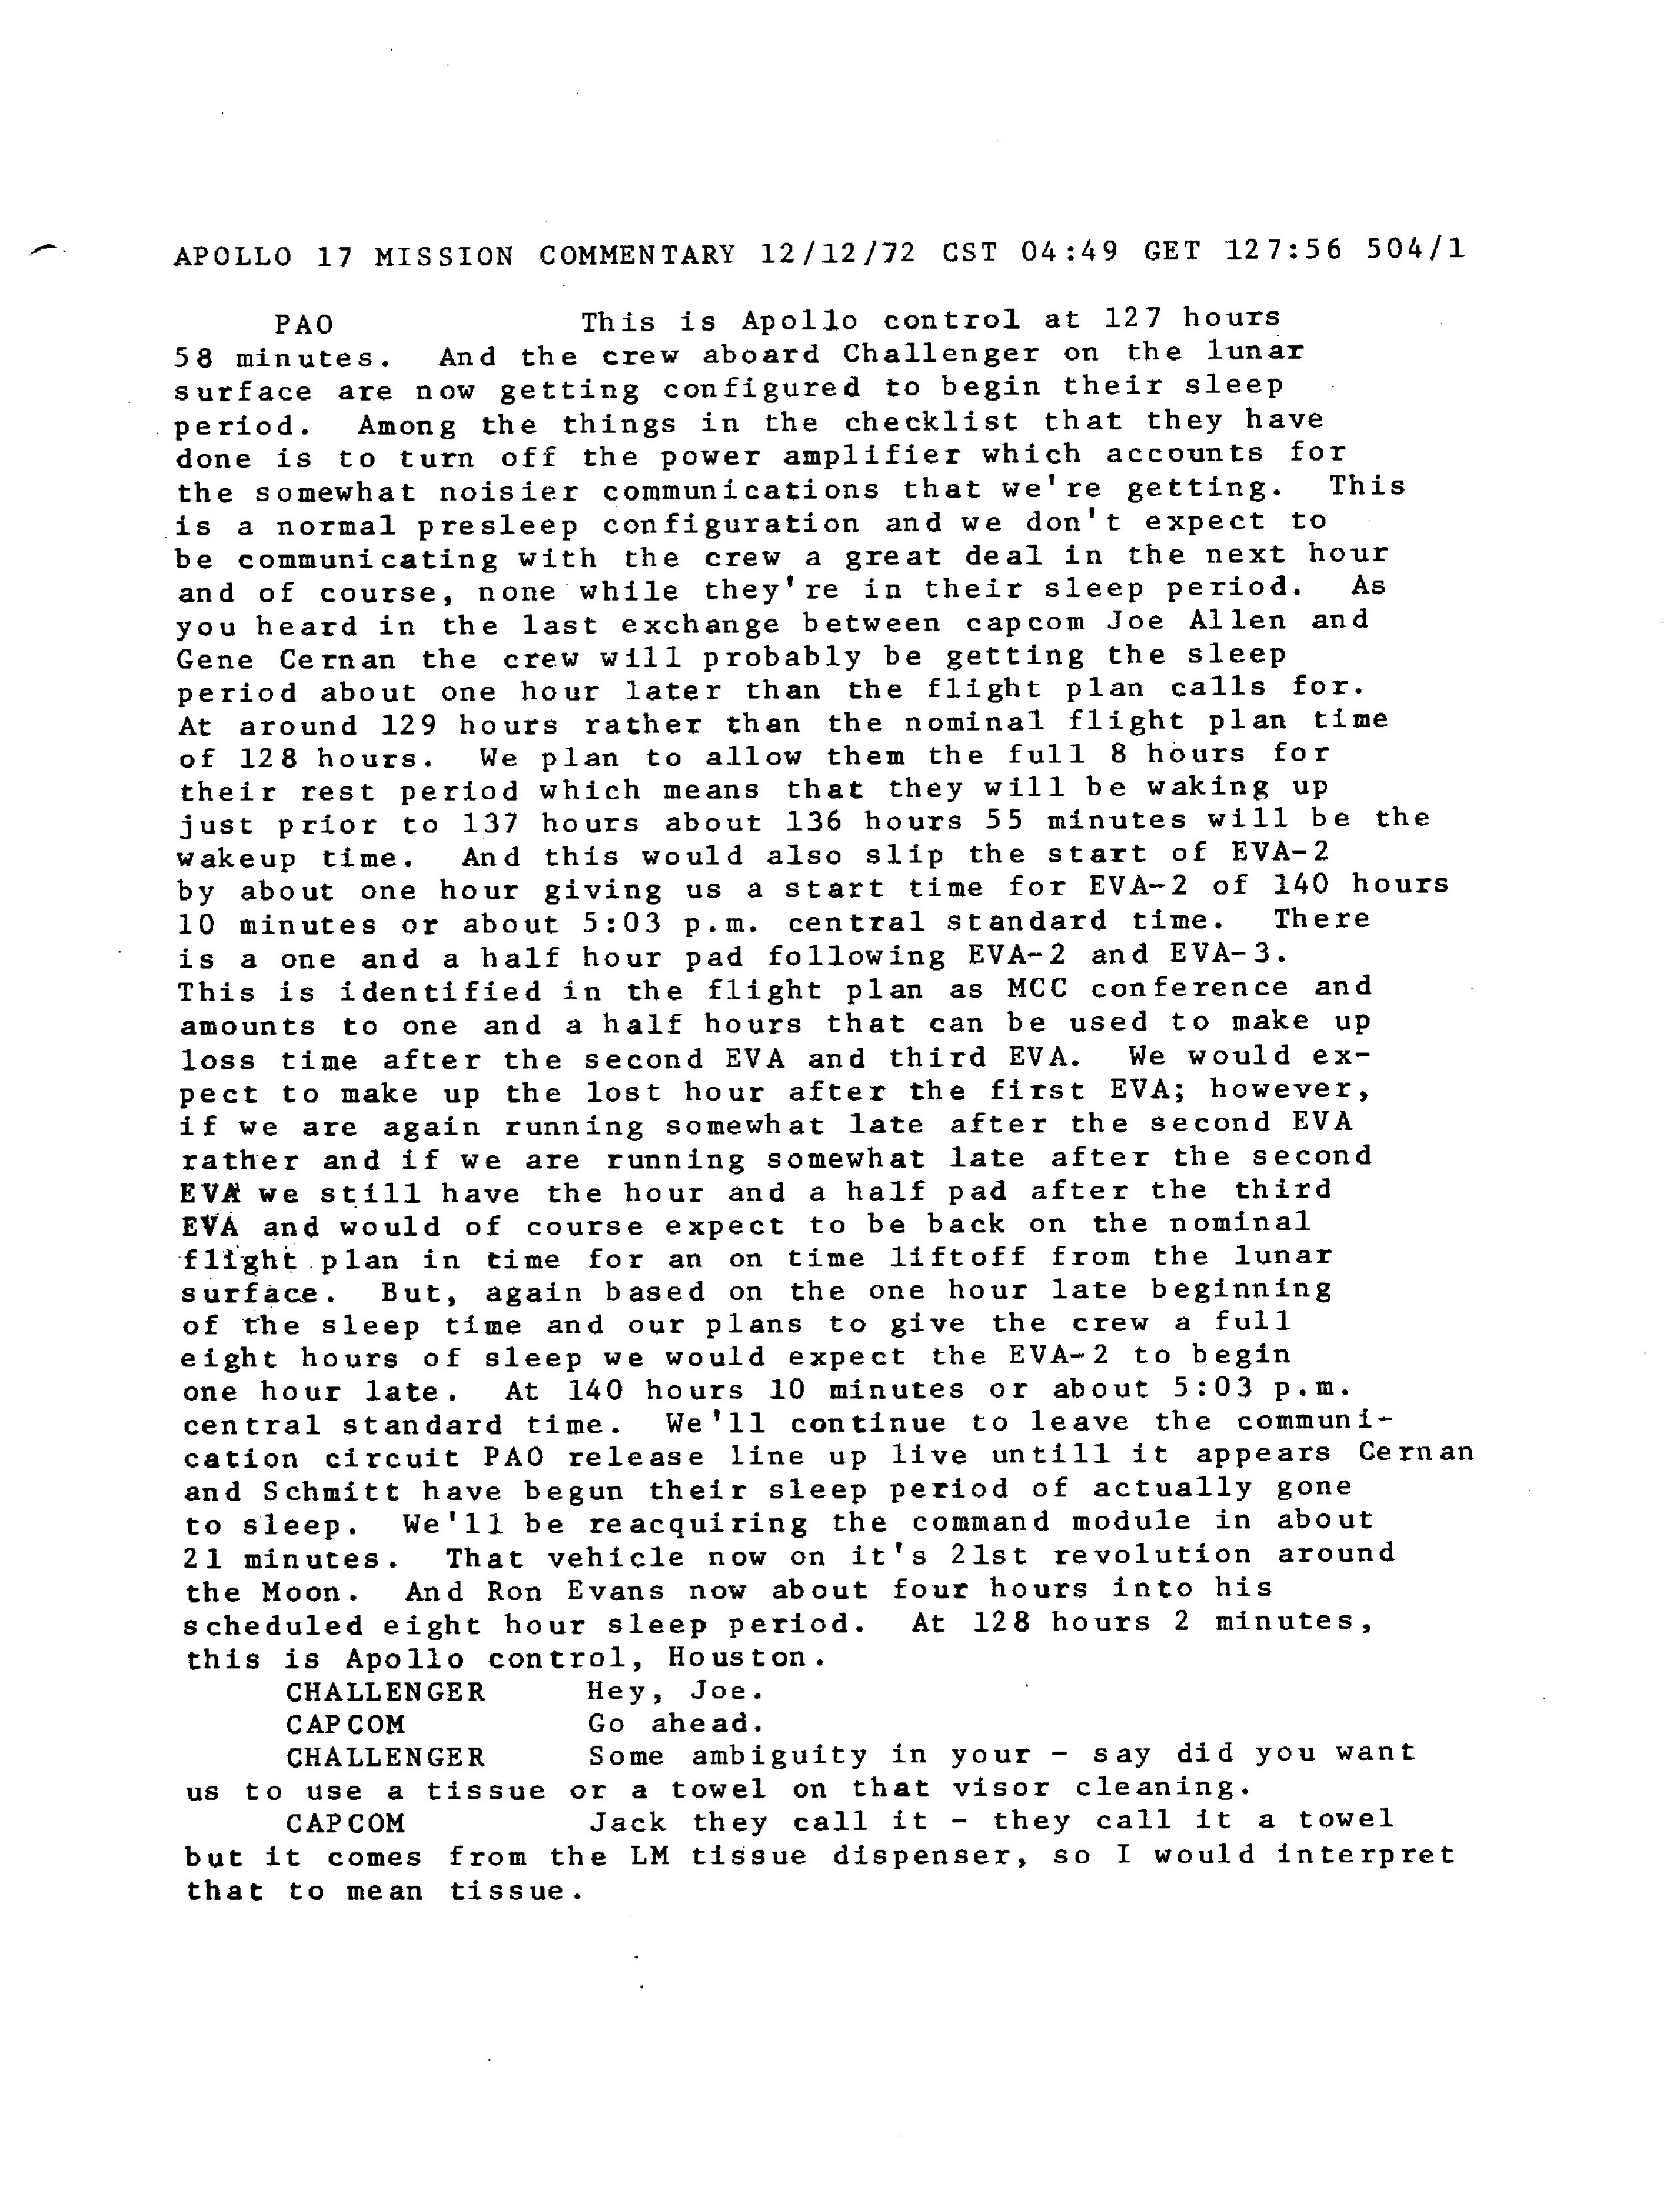 APOLLO 17 MISSION COMMENTARY 12/12/72 CST 04:49 GET 127:56 504/1
PAO This is Apollo control at 127 hours
58 minutes. And the crew aboard Challenger on the lunar
surface are now getting configured to begin their sleep
period. Among the things in the checklist that they have
done is to turn off the power amplifier which accounts for
the somewhat noisier communications that we're getting. This
is a normal presleep configuration and we don't expect to
be communicating with the crew a great deal in the next hour
and of course, none while they're in their sleep period. As
you heard in the last exchange between capcom Joe Allen and
Gene Cernan the crew will probably be getting the sleep
period about one hour later than the flight plan calls for.
At around 129 hours rather than the nominal flight plan time
of 128 hours. We plan to allow them the full 8 hours for
their rest period which means that they will be waking up
just prior to 137 hours about 136 hours 55 minutes will be the
wakeup time. And this would also slip the start of EVA-2
by about one hour giving us a start time for EVA-2 of 140 hours
10 minutes or about 5:03 p.m. central standard time. There
is a one and a half hour pad following EVA-2 and EVA-3.
This is identified in the flight plan as MCC conference and
amounts to one and a half hours that can be used to make up
loss time after the second EVA and third EVA. We would ex-
pect to make up the lost hour after the first EVA; however,
if we are again running somewhat late after the second EVA
rather and if we are running somewhat late after the second
EVA we still have the hour and a half pad after the third
EVA and would of course expect to be back on the nominal
flight plan in time for an on time liftoff from the lunar
surface. But, again based on the one hour late beginning
of the sleep time and our plans to give the crew a full
eight hours of sleep we would expect the EVA-2 to begin
one hour late. At 140 hours 10 minutes or about 5:03 p.m.
central standard time. We'll continue to leave the communi-
cation circuit PAO release line up live untill it appears Cernan
and Schmitt have begun their sleep period of actually gone
to sleep. We'll be reacquiring the command module in about
21 minutes. That vehicle now on it's 21st revolution around
the Moon. And Ron Evans now about four hours into his
scheduled eight hour sleep period. At 128 hours 2 minutes,
this is Apollo control, Houston.
CHALLENGER Hey, Joe.
CAPCOM Go ahead.
CHALLENGER Some ambiguity in your - say did you want
us to use a tissue or a towel on that visor cleaning.
CAPCOM Jack they call it - they call it a towel
but it comes from the LM tissue dispenser, so I would interpret
that to mean tissue.